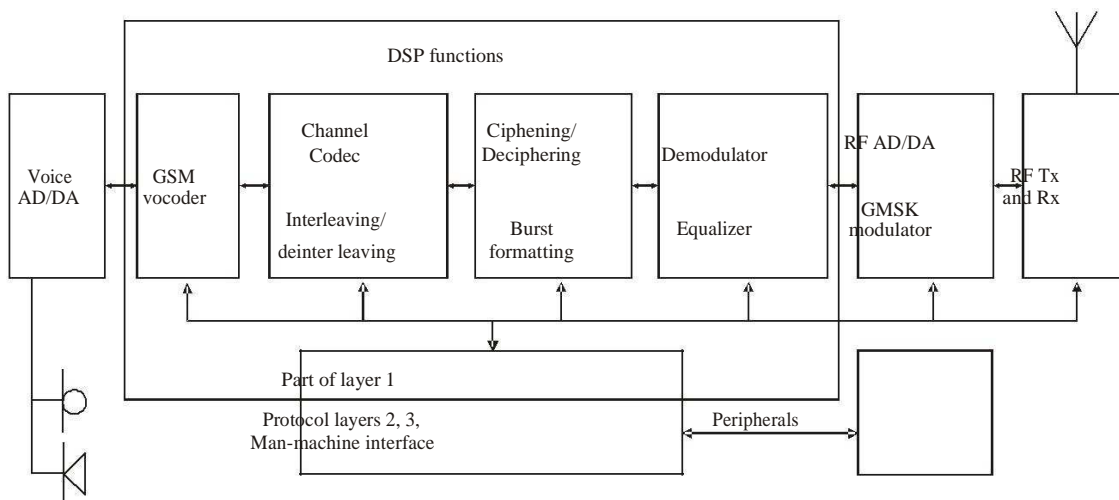 DSP functions
Voice
AD/DA
GSM
vocoder
Channel
Codec
Interleaving/
deinter leaving
Ciphening/
Deciphering
Burst
formatting
Demodulator
Equalizer
RF AD/DA
GMSK
modulator
RF Tx
and Rx
Part of layer 1
Protocol layers 2, 3,
Man-machine interface
Peripherals